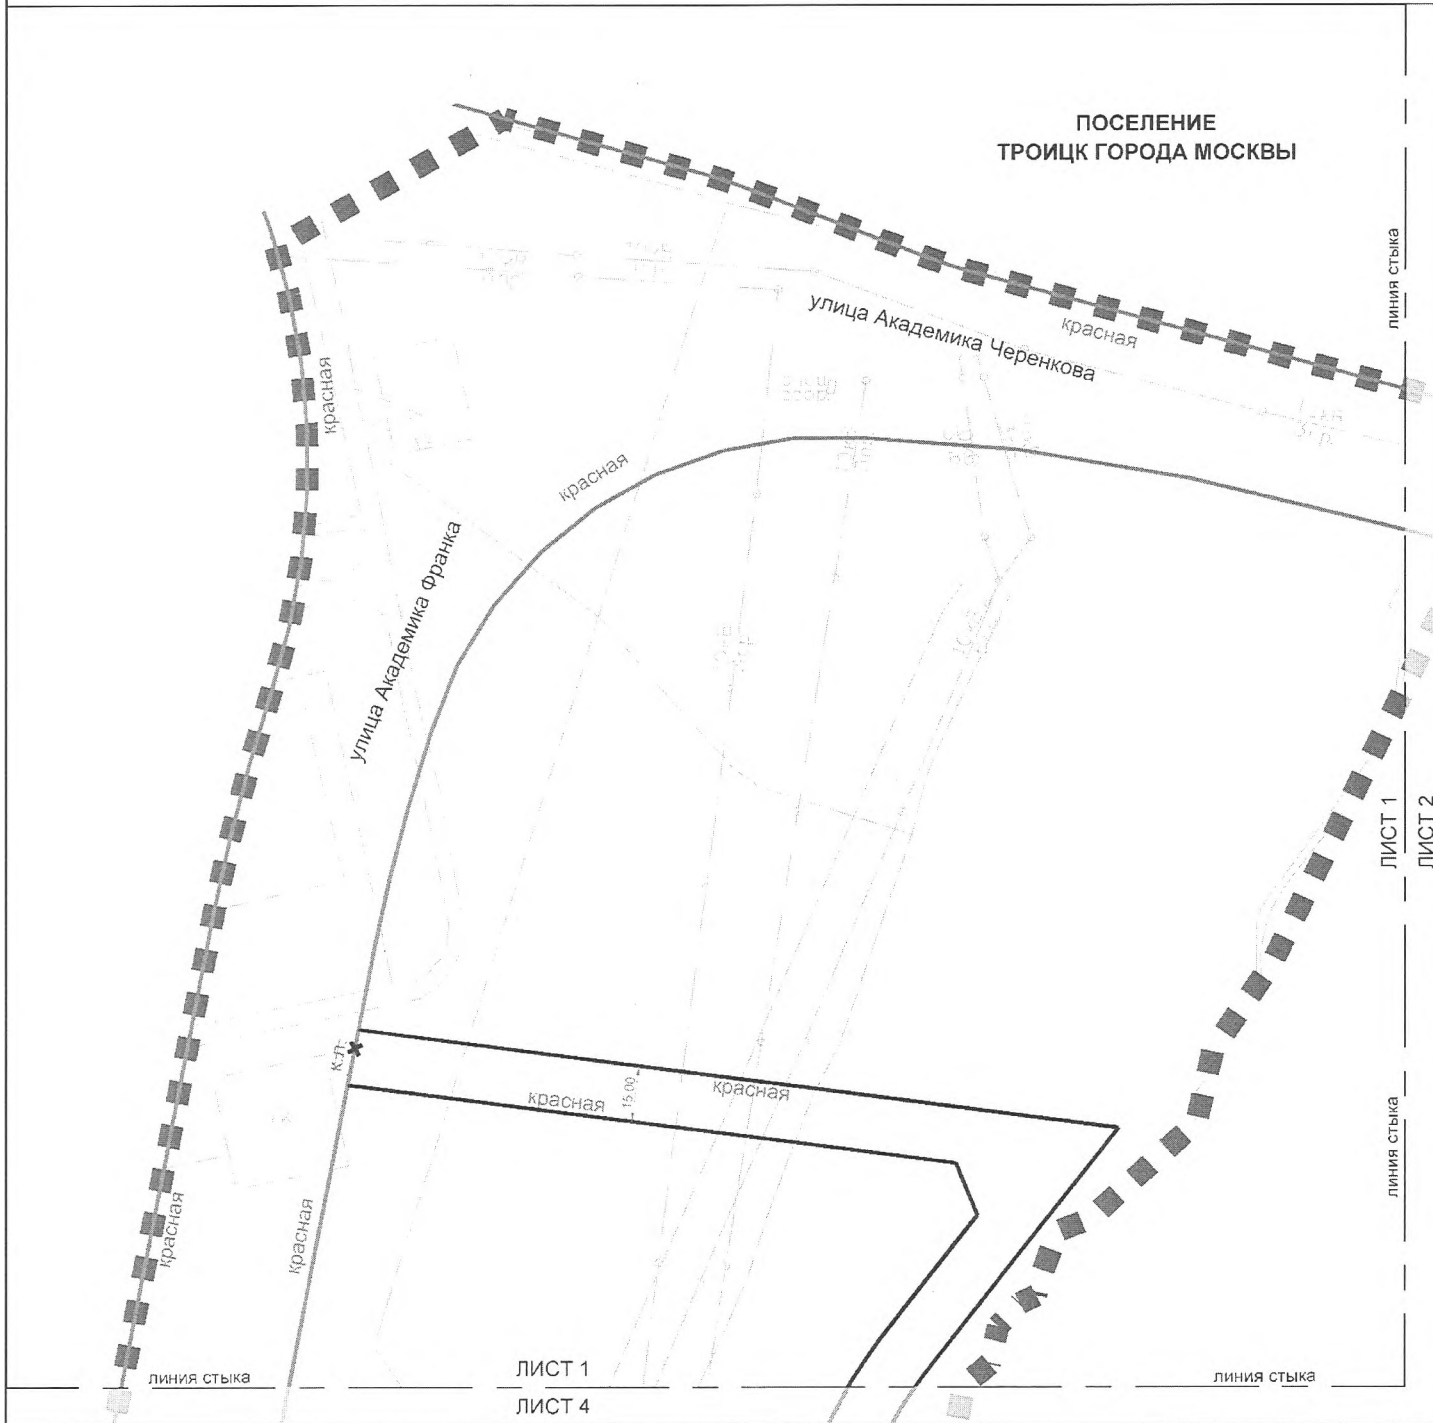 ПОСЕЛЕНИЕ
ТРОИЦК ГОРОДА МОСКВЫ
линия стыка
улица Академика Черенкова
красная
красная
красная
улица Академика Франка
ЛИСТ 1
ЛИСТ 2
к.л.
красная
15.00
красная
линия стыка
красная
красная
линия стыка
ЛИСТ 1
линия стыка
ЛИСТ 4